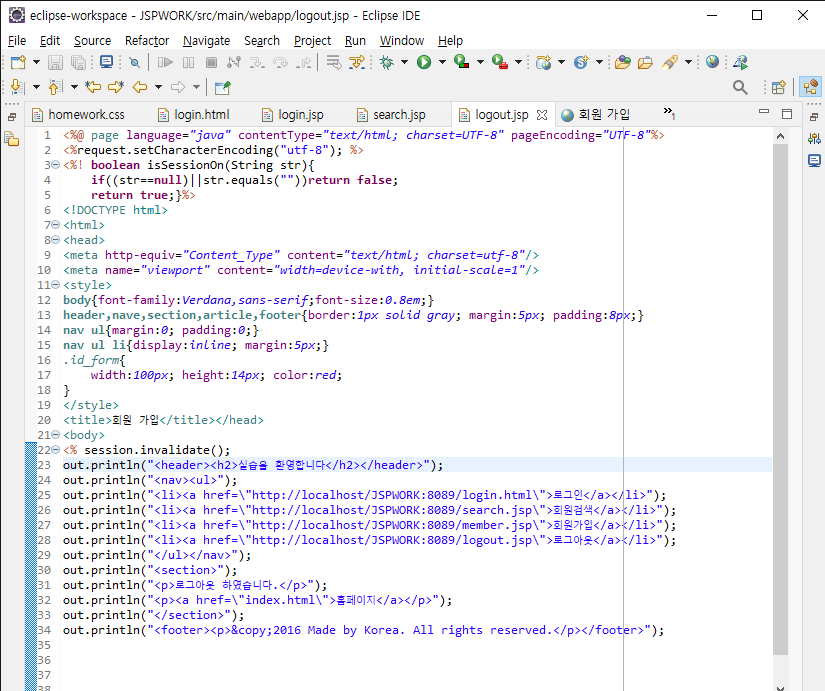 eclipse-workspace - JSPWORK/src/main/webapp/logout.jsp - Eclipse IDE
File Edit Source Refactor Navigate Search Project Run Window Help
homework.css login.html login.jsp search.jsp logout.jsp 회원 가입 »1
1 <%@ page language="java" contentType="text/html; charset=UTF-8" pageEncoding="UTF-8"%>
2 <%request.setCharacterEncoding("utf-8"); %>
3 <%! boolean isSessionOn(String str){
4 if((str==null)||str.equals(""))return false;
5 return true;}%>
6 <!DOCTYPE html>
7 <html>
8 <head>
9 <meta http-equiv="Content_Type" content="text/html; charset=utf-8"/>
10 <meta name="viewport" content="width=device-with, initial-scale=1"/>
11 <style>
12 body{font-family:Verdana,sans-serif;font-size:0.8em;}
13 header,nave,section,article,footer{border:1px solid gray; margin:5px; padding:8px;}
14 nav ul{margin:0; padding:0;}
15 nav ul li{display:inline; margin:5px;}
16 .id_form{
17 width:100px; height:14px; color:red;
18 }
19 </style>
20 <title>회원 가입</title></head>
21 <body>
22 <% session.invalidate();
23 out.println("<header><h2>실습을 환영합니다</h2></header>");
24 out.println("<nav><ul>");
25 out.println("<li><a href=\"http://localhost/JSPWORK:8089/login.html\">로그인</a></li>");
26 out.println("<li><a href=\"http://localhost/JSPWORK:8089/search.jsp\">회원검색</a></li>");
27 out.println("<li><a href=\"http://localhost/JSPWORK:8089/member.jsp\">회원가입</a></li>");
28 out.println("<li><a href=\"http://localhost/JSPWORK:8089/logout.jsp\">로그아웃</a></li>");
29 out.println("</ul></nav>");
30 out.println("<section>");
31 out.println("<p>로그아웃 하였습니다.</p>");
32 out.println("<p><a href=\"index.html\">홈페이지</a></p>");
33 out.println("</section>");
34 out.println("<footer><p>&copy;2016 Made by Korea. All rights reserved.</p></footer>");
35
36
37
38